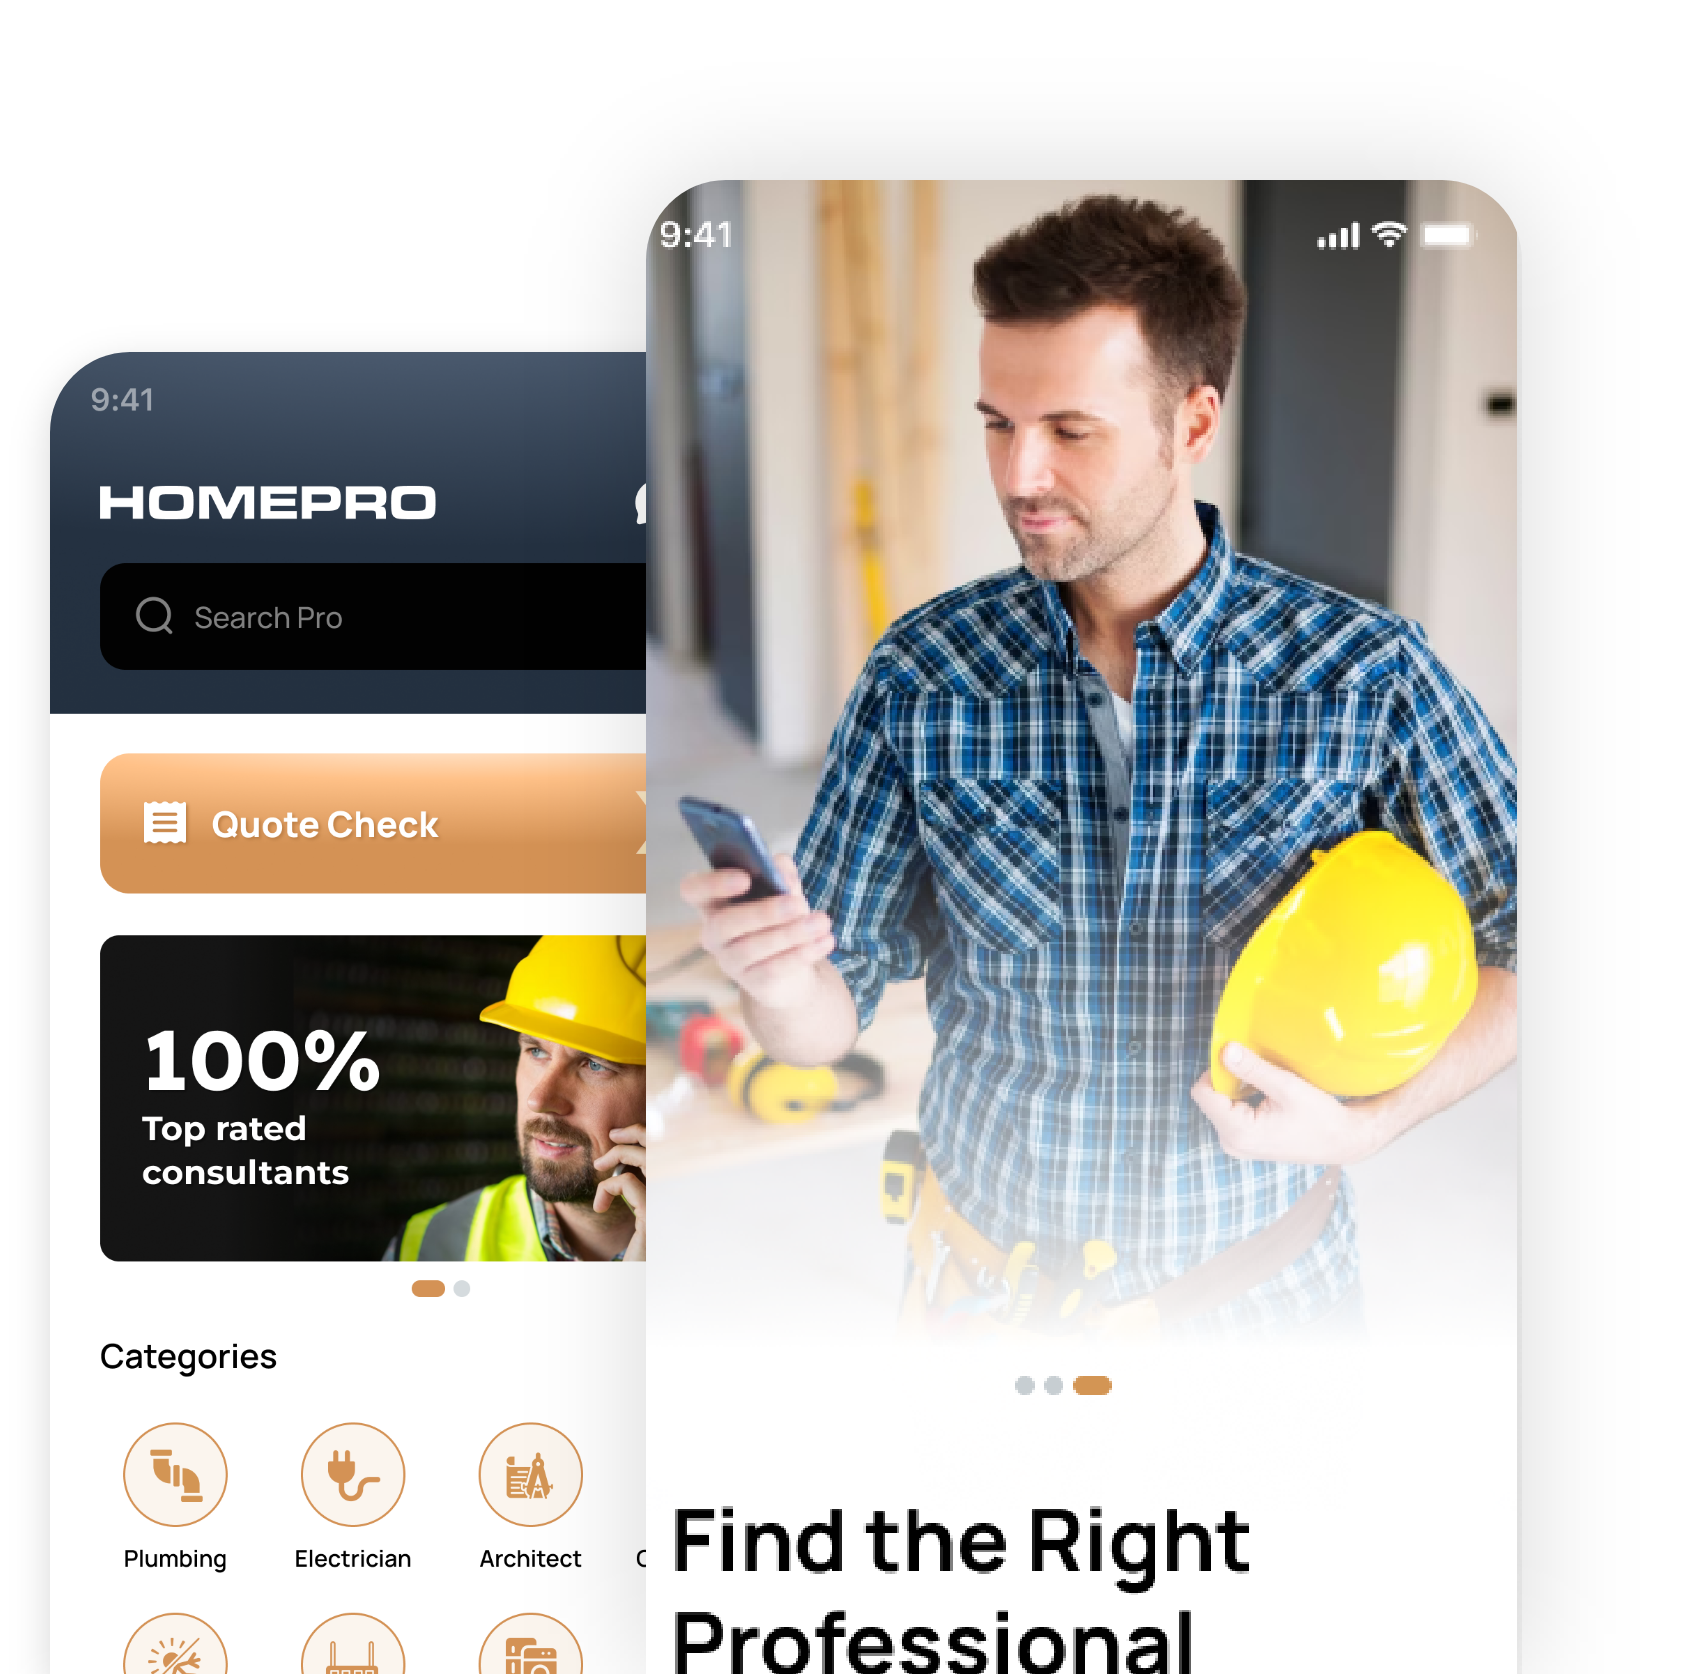 9:41
HOMEPRO
Search Pro
Quote Check
100%
Top rated
consultants
Categories
Plumbing
Electrician
Architect
9:41
Find the Right
Professional